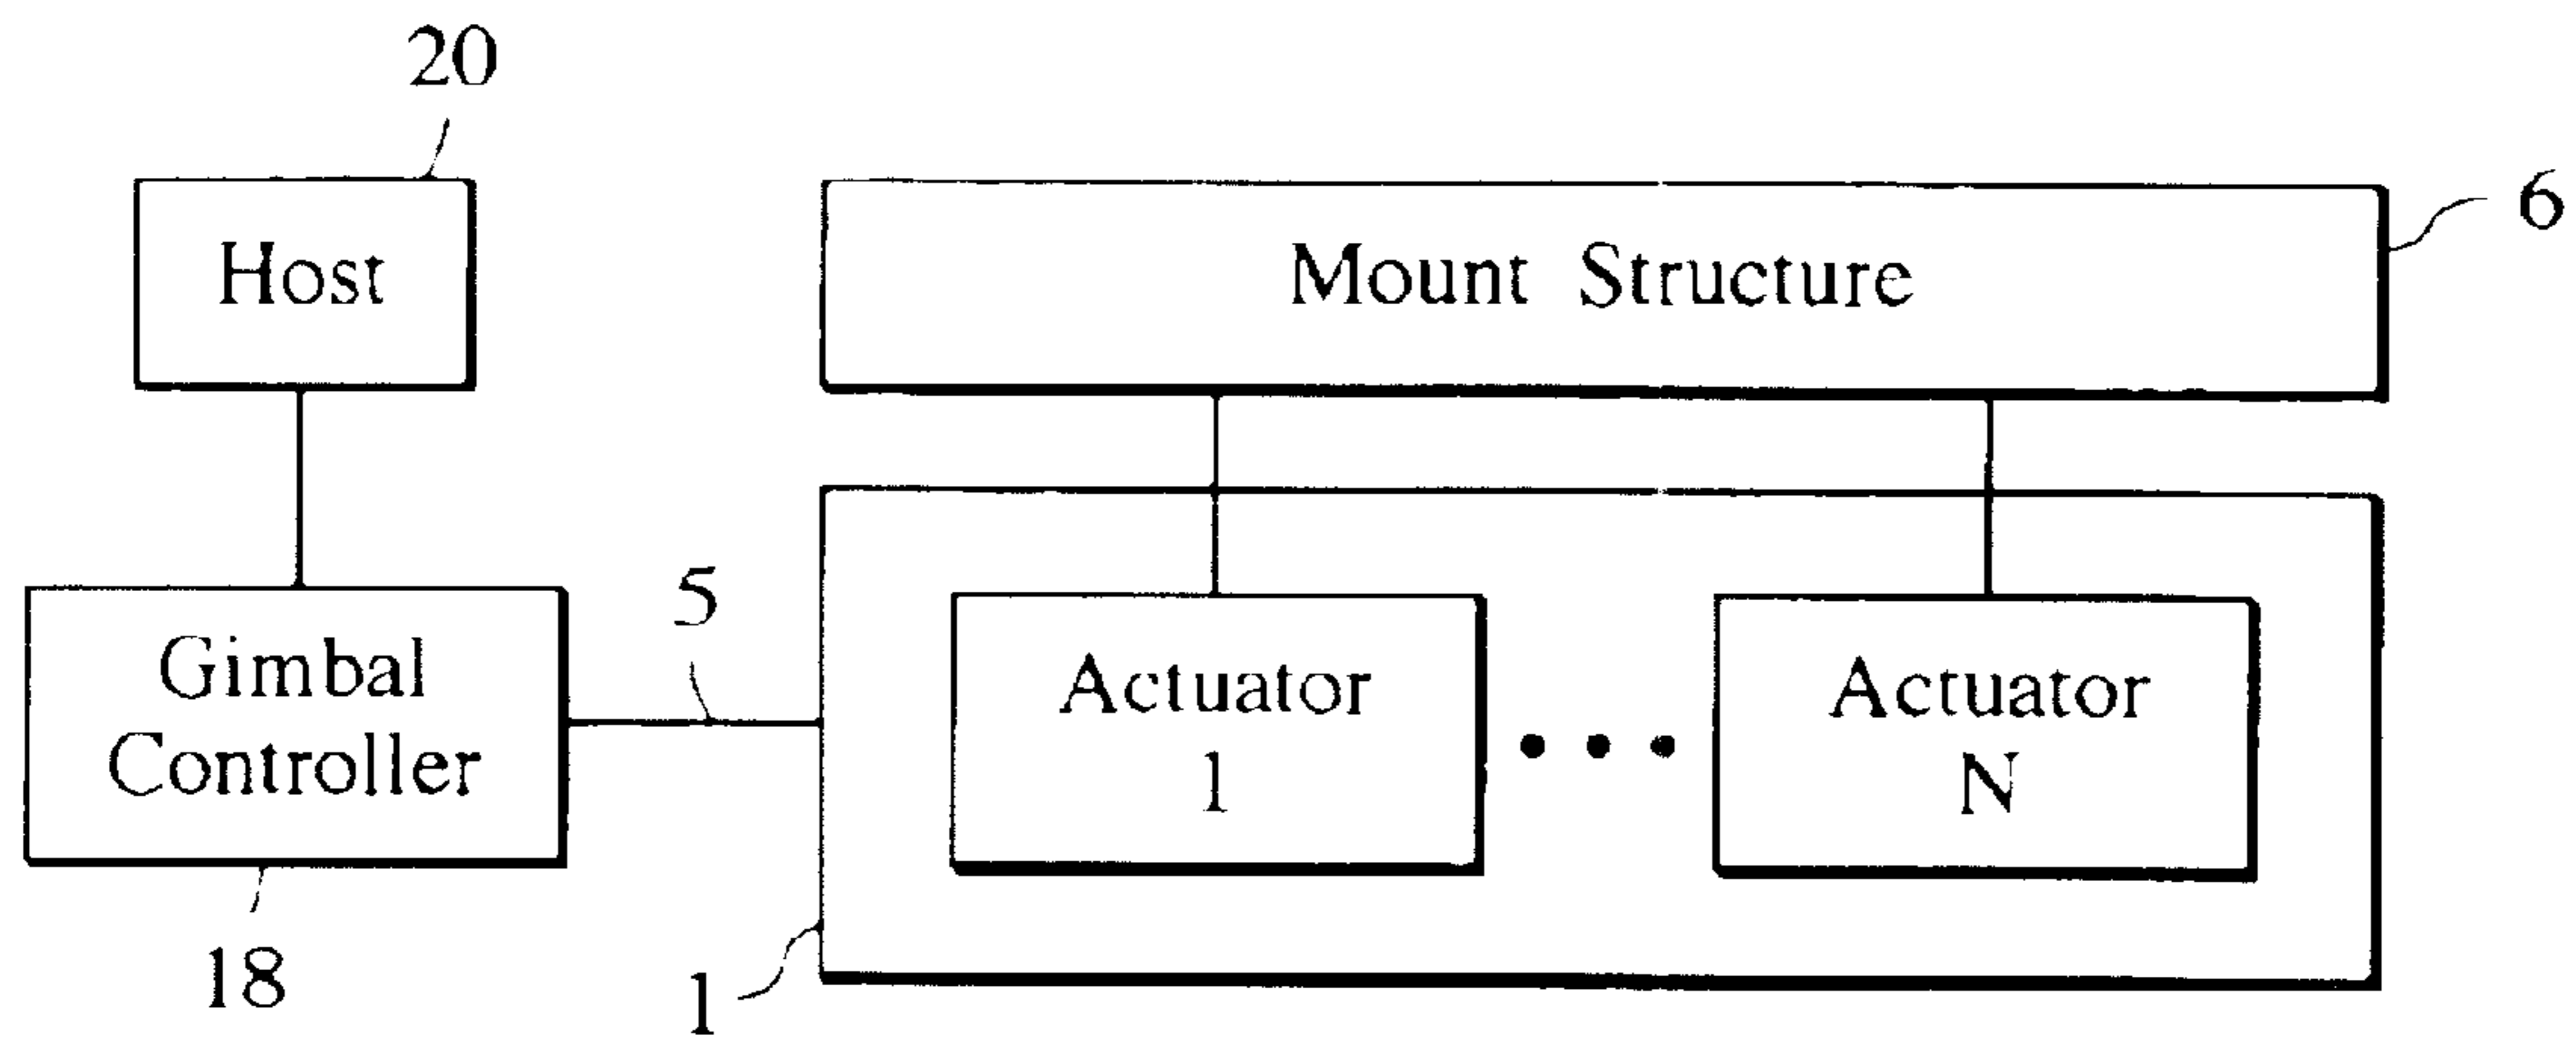 20
Host
Mount Structure
6
Gimbal
Controller
18
5
Actuator
1
Actuator
N
1